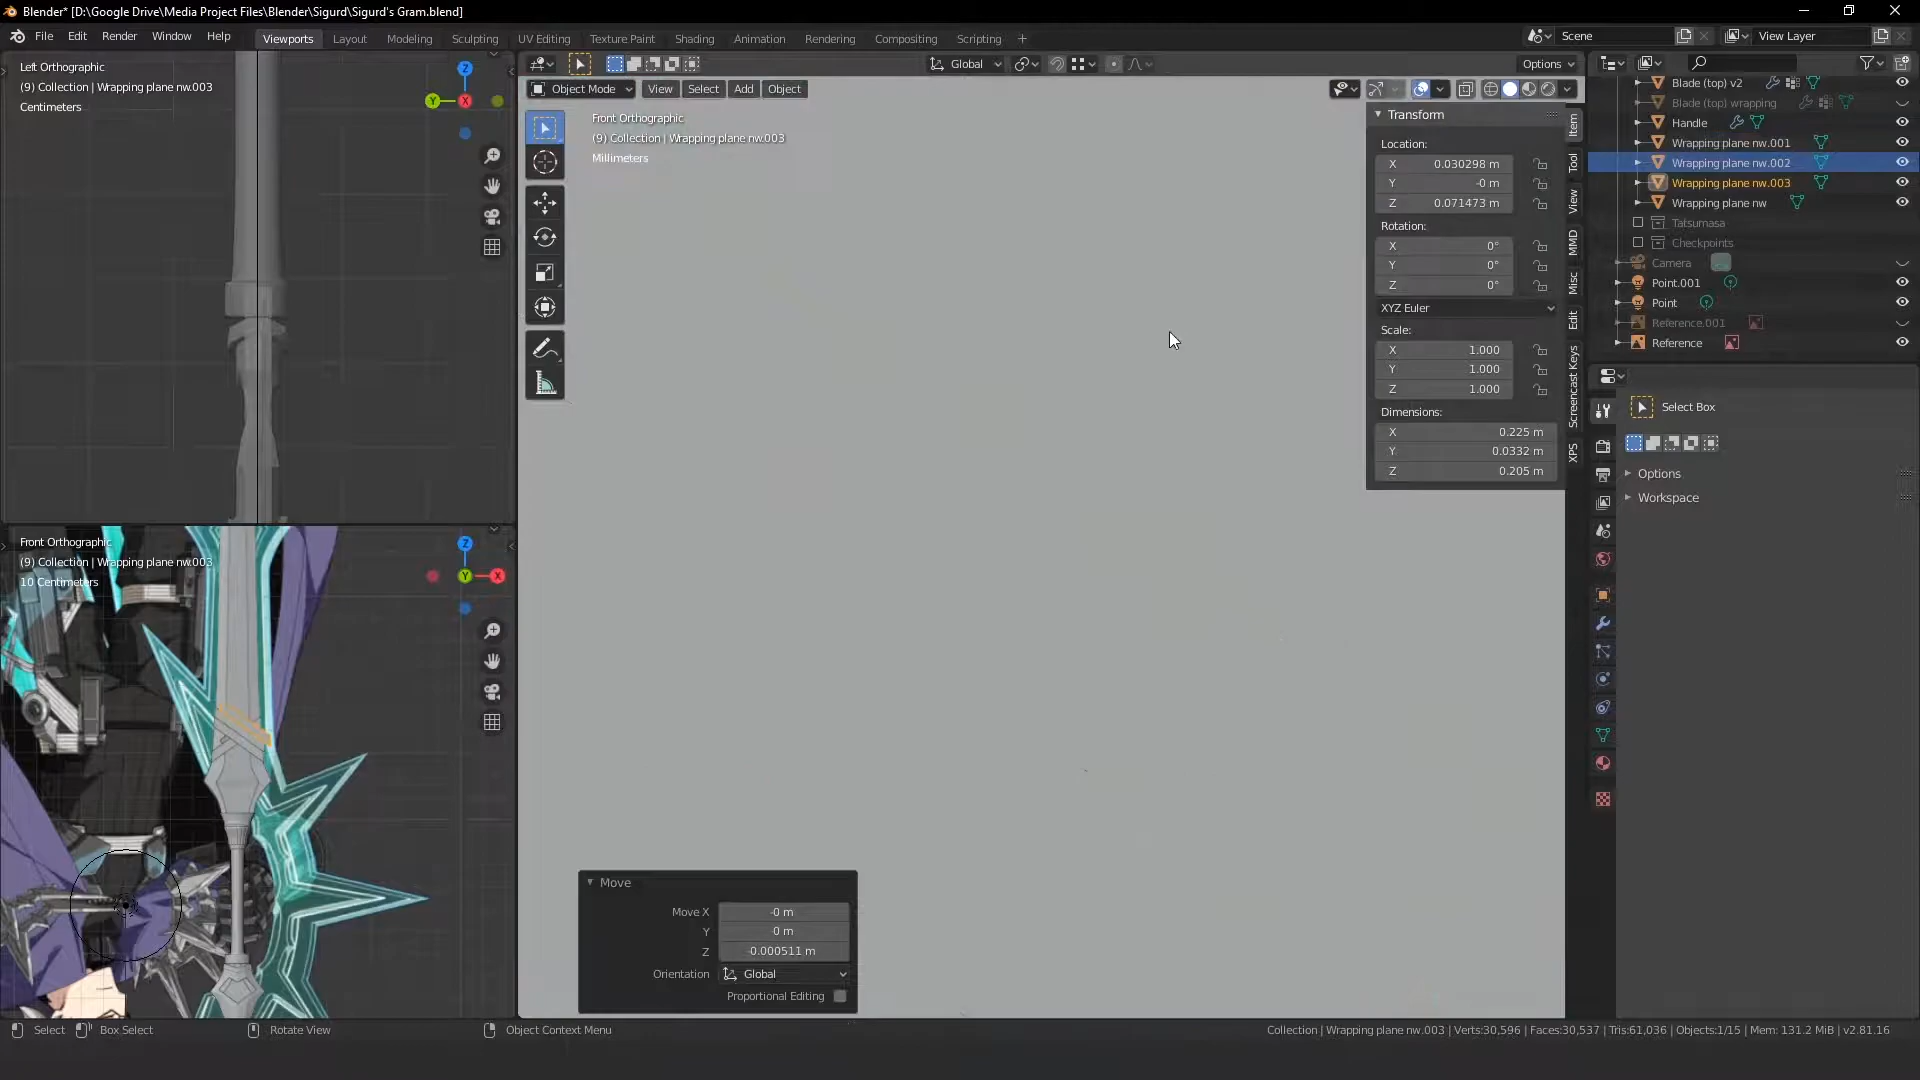 Blender* [D:\Google Drive\Media Project Files\Blender\Sigurd\Sigurd's Gram.blend]
File Edit Render Window Help
Viewports Layout Modeling Sculpting UV Editing Texture Paint Shading Animation Rendering Compositing Scripting
Scene
View Layer
Left Orthographic
(9) Collection | Wrapping plane nw.003
Centimeters
Z
Y
X
Global
Options
Object Mode View Select Add Object
Front Orthographic
(9) Collection | Wrapping plane nw.003
Millimeters
Transform
Location:
X 0.030298 m
Y -0 m
Z 0.071473 m
Rotation:
X 0°
Y 0°
Z 0°
XYZ Euler
Scale:
X 1.000
Y 1.000
Z 1.000
Dimensions:
X 0.225 m
Y 0.0332 m
Z 0.205 m
Item
Tool
View
MMD
Misc
Edit
Screencast Keys
XPS
Blade (top) v2
Blade (top) wrapping
Handle
Wrapping plane nw.001
Wrapping plane nw.002
Wrapping plane nw.003
Wrapping plane nw
Tatsumasa
Checkpoints
Camera
Point.001
Point
Reference.001
Reference
Select Box
Options
Workspace
Front Orthographic
(9) Collection | Wrapping plane nw.003
10 Centimeters
Z
Y
X
Move
Move X -0 m
Y 0 m
Z -0.000511 m
Orientation Global
Proportional Editing
Select Box Select Rotate View Object Context Menu
Collection | Wrapping plane nw.003 | Verts:30,596 | Faces:30,537 | Tris:61,036 | Objects:1/15 | Mem: 131.2 MiB | v2.81.16